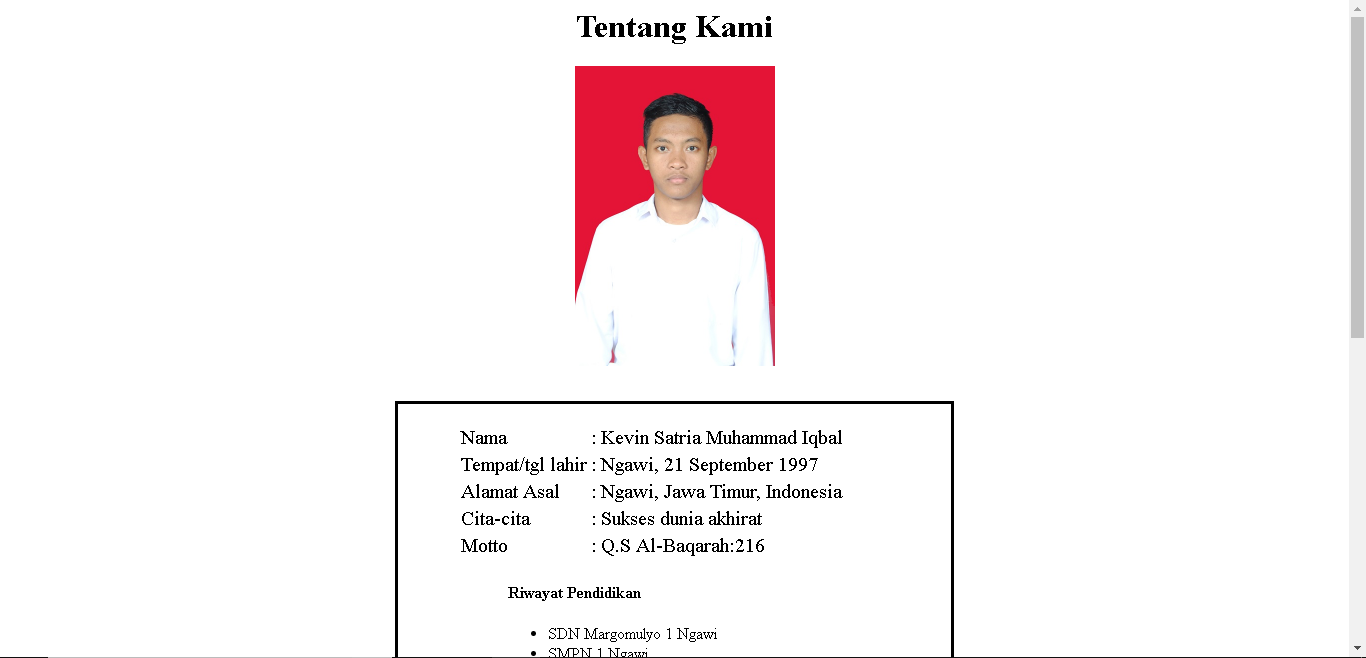 Tentang Kami
Nama : Kevin Satria Muhammad Iqbal
Tempat/tgl lahir : Ngawi, 21 September 1997
Alamat Asal : Ngawi, Jawa Timur, Indonesia
Cita-cita : Sukses dunia akhirat
Motto : Q.S Al-Baqarah:216
Riwayat Pendidikan
• SDN Margomulyo 1 Ngawi
• SMPN 1 Ngawi